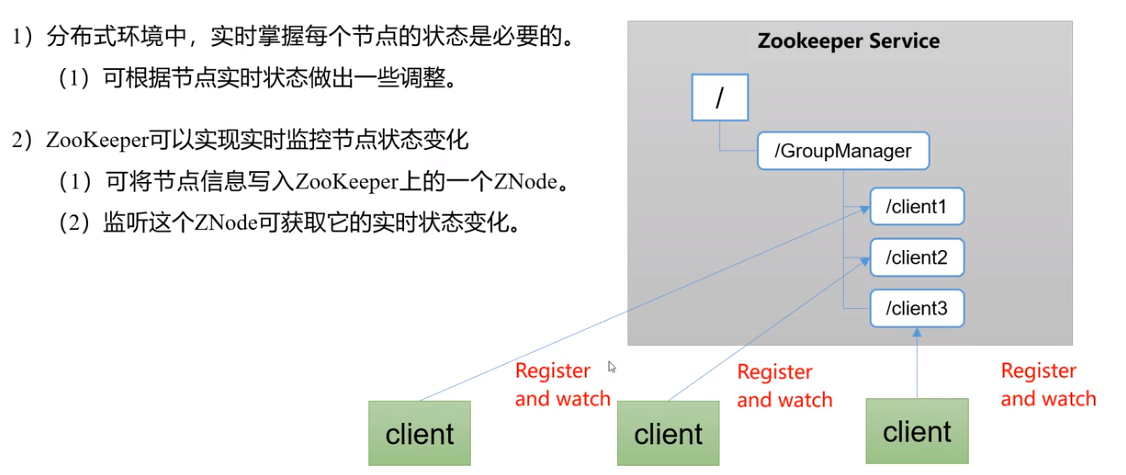 1）分布式环境中，实时掌握每个节点的状态是必要的。
（1）可根据节点实时状态做出一些调整。
2）ZooKeeper可以实现实时监控节点状态变化
（1）可将节点信息写入ZooKeeper上的一个ZNode。
（2）监听这个ZNode可获取它的实时状态变化。
Zookeeper Service
/
/GroupManager
/client1
/client2
/client3
Register
and watch
Register
and watch
Register
and watch
client
client
client